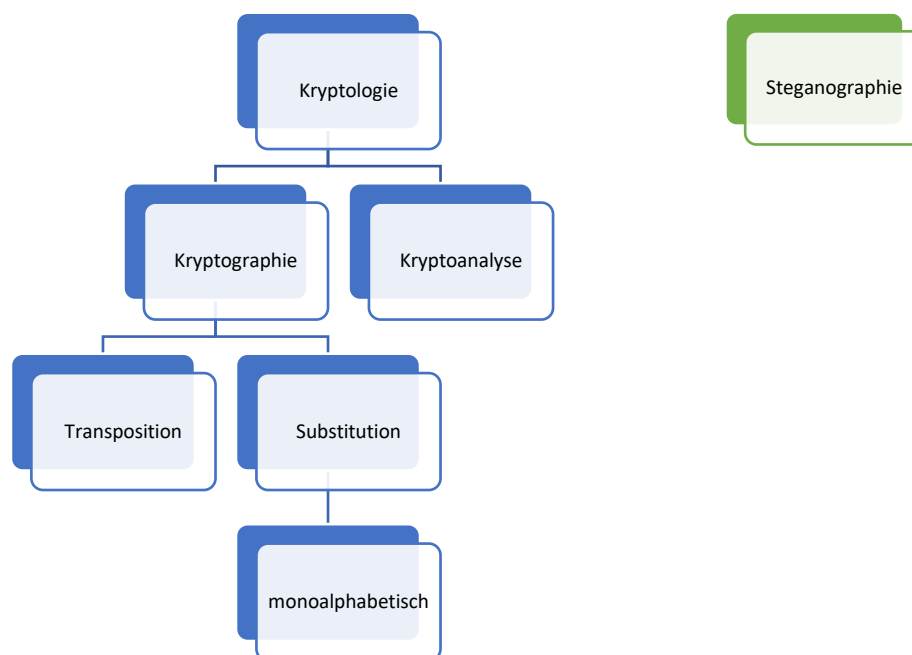 Kryptologie
Steganographie
Kryptographie
Kryptoanalyse
Transposition
Substitution
monoalphabetisch